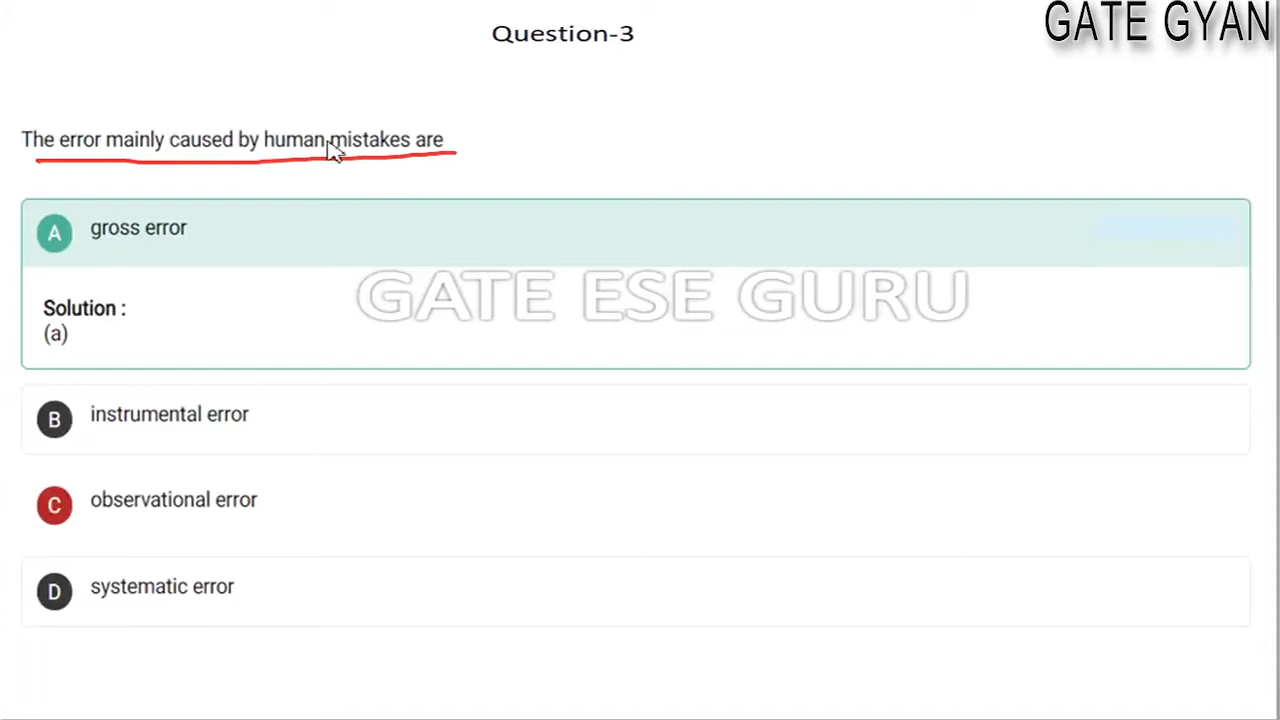 Question-3
GATE GYAN
The error mainly caused by human mistakes are
A gross error
GATE ESE GURU
Solution :
(a)
B instrumental error
C observational error
D systematic error